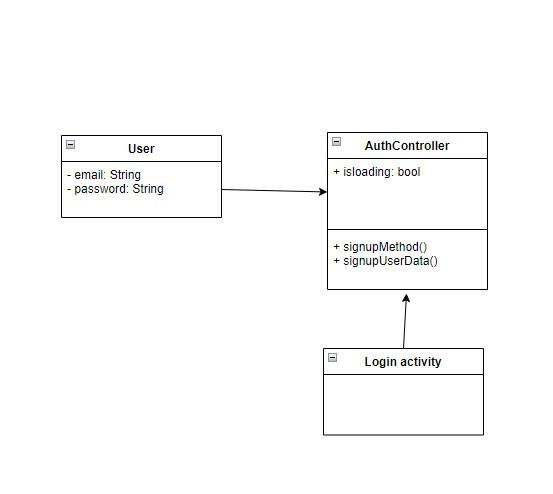 User
- email: String
- password: String
AuthController
+ isloading: bool
+ signupMethod()
+ signupUserData()
Login activity